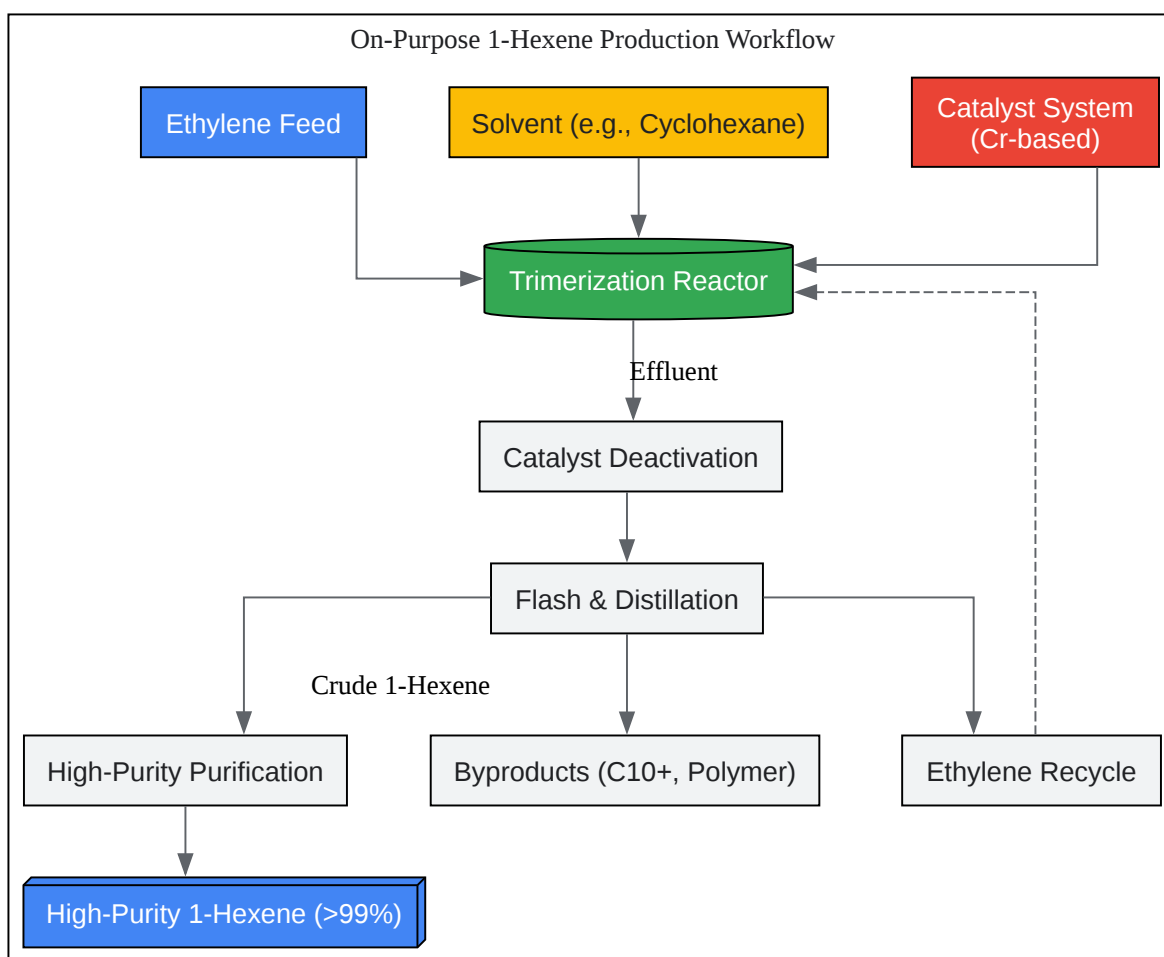 On-Purpose 1-Hexene Production Workflow
Ethylene Feed
Solvent (e.g., Cyclohexane)
Catalyst System
(Cr-based)
Trimerization Reactor
Effluent
Catalyst Deactivation
Flash & Distillation
Crude 1-Hexene
High-Purity Purification
Byproducts (C10+, Polymer)
Ethylene Recycle
High-Purity 1-Hexene (>99%)